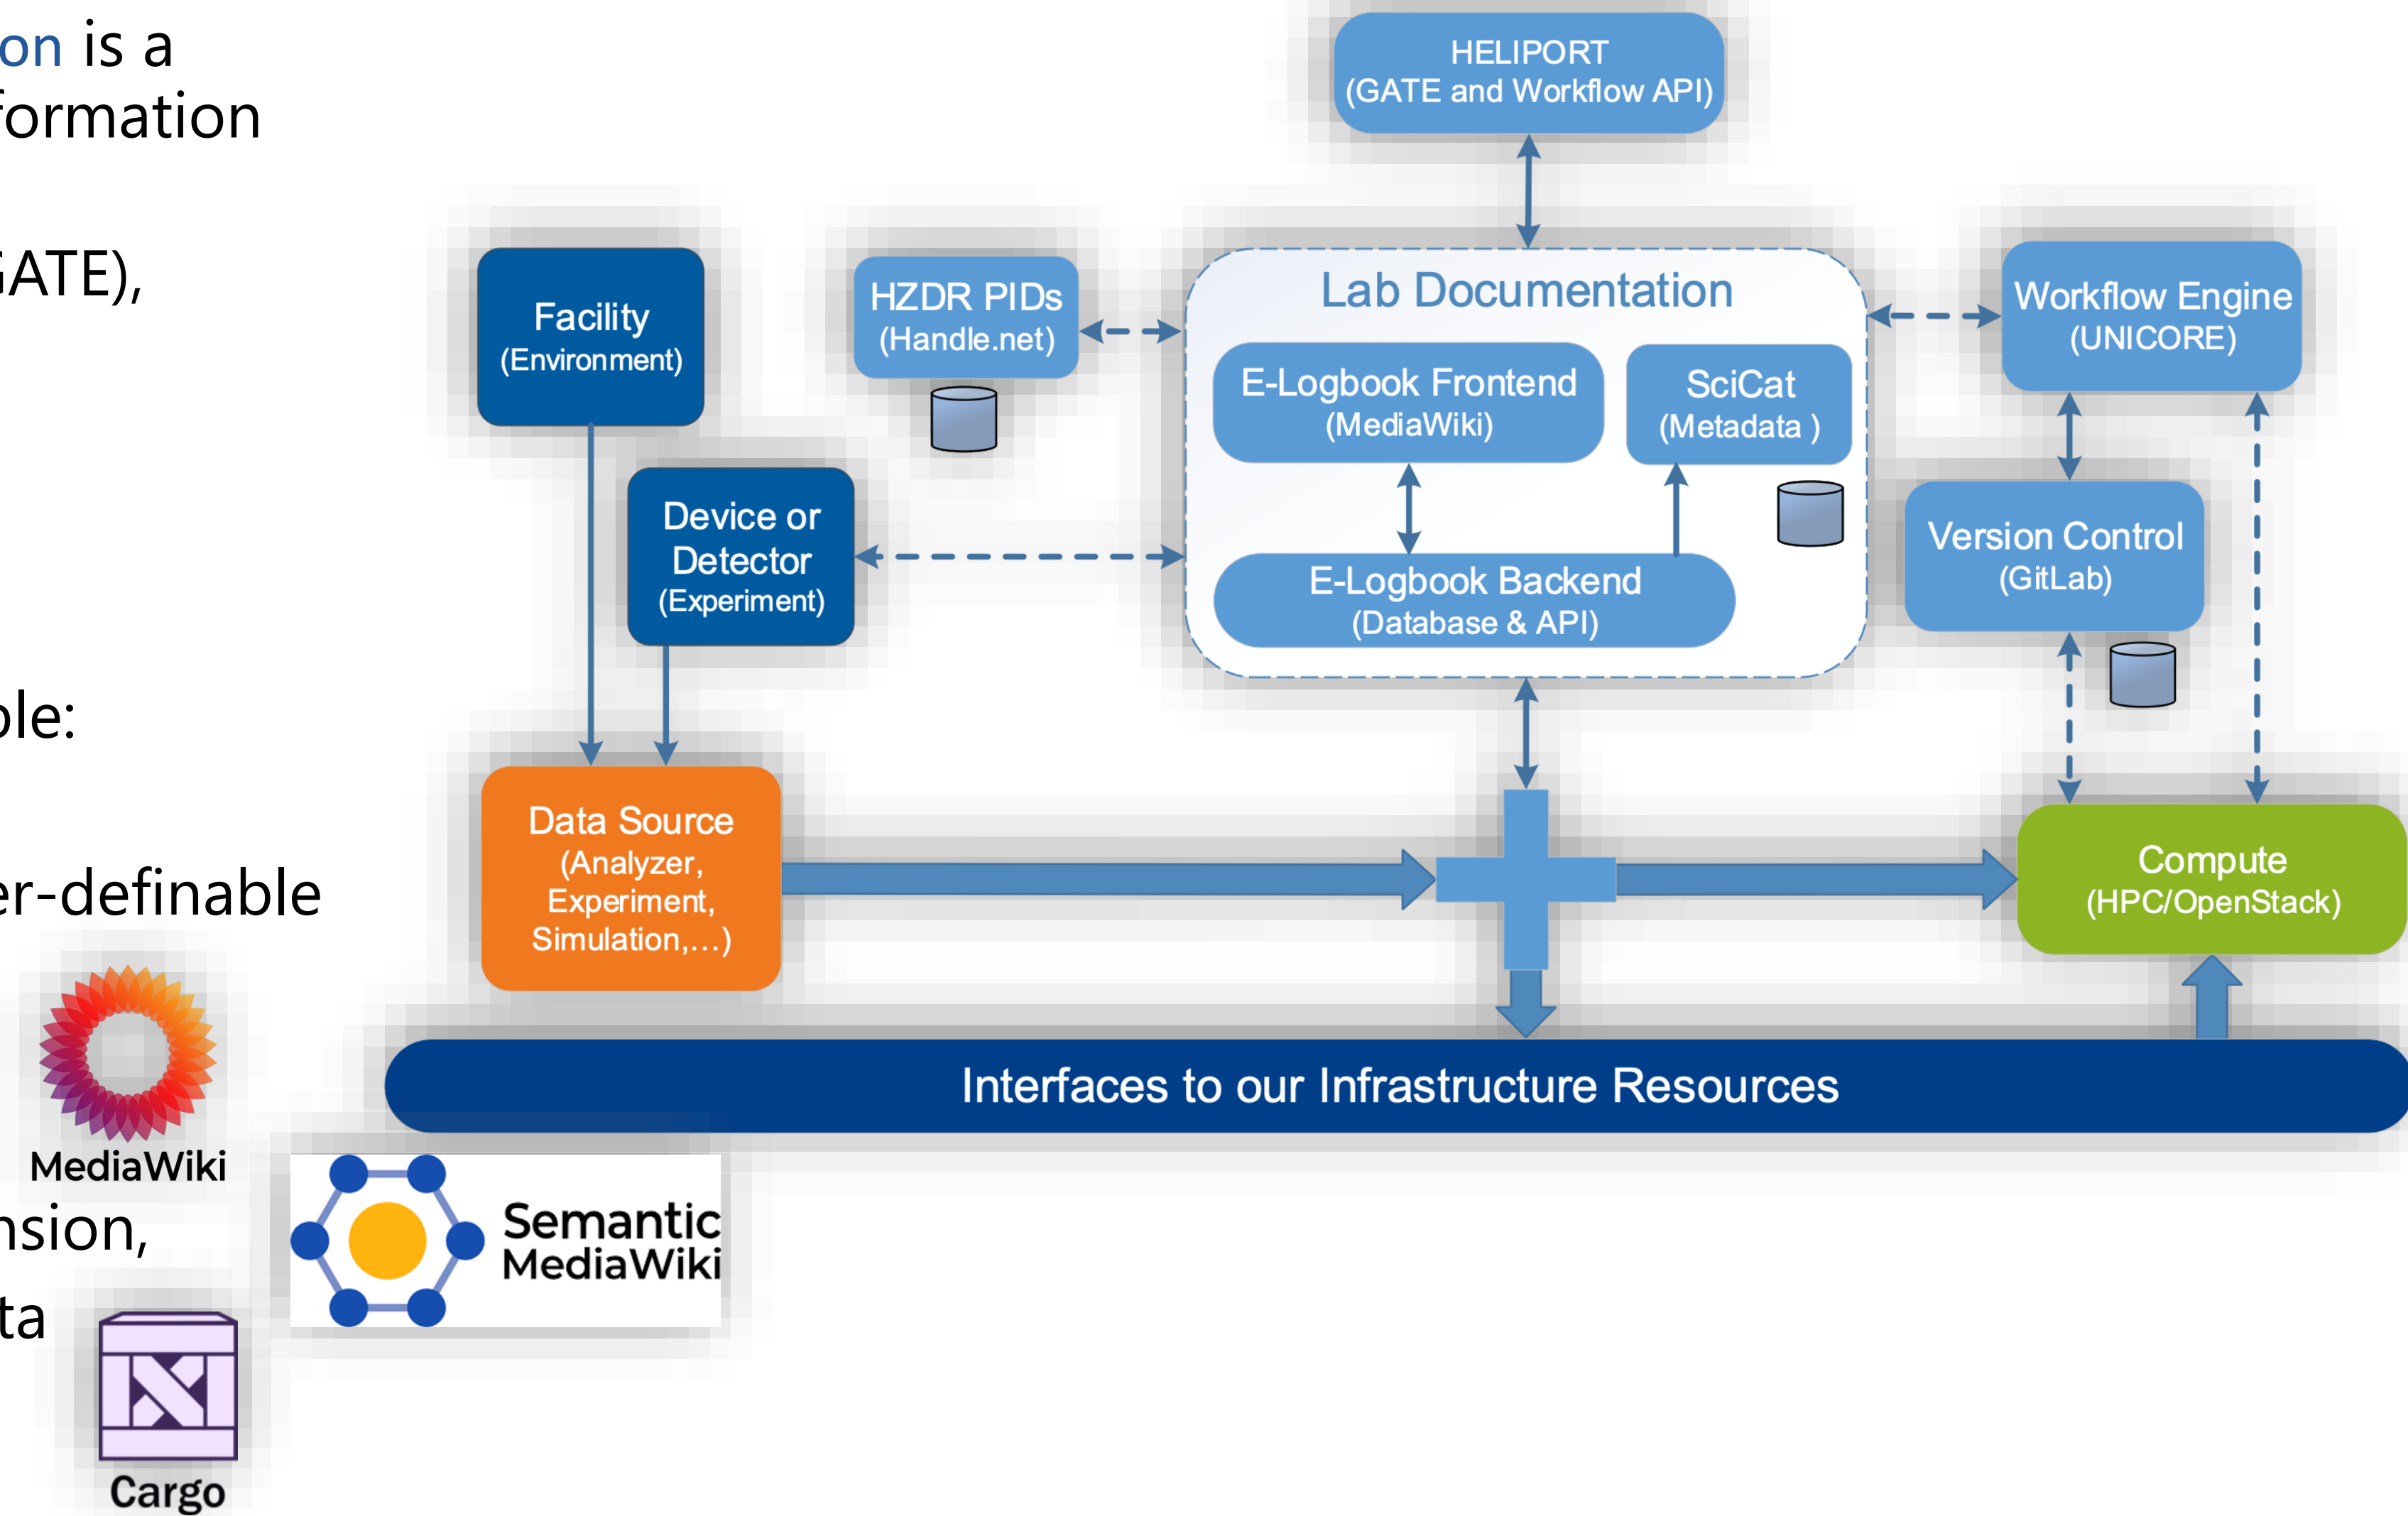 on is a
formation
GATE),
ble:
er-definable
MediaWiki
nsion,
ta
Cargo
Semantic
MediaWiki
HELIPORT
(GATE and Workflow API)
Facility
(Environment)
HZDR PIDs
(Handle.net)
Lab Documentation
E-Logbook Frontend
(MediaWiki)
SciCat
(Metadata )
E-Logbook Backend
(Database & API)
Workflow Engine
(UNICORE)
Device or
Detector
(Experiment)
Version Control
(GitLab)
Data Source
(Analyzer,
Experiment,
Simulation,...)
Compute
(HPC/OpenStack)
Interfaces to our Infrastructure Resources